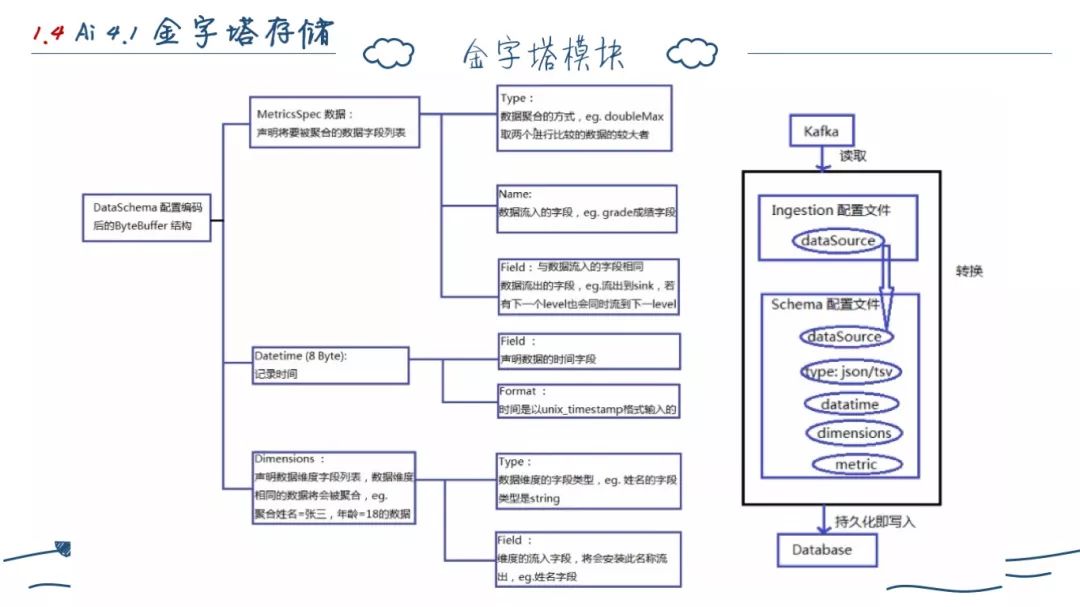 1.4 Ai 4.1 金字塔存储
金字塔模块
DataSchema 配置编码
后的ByteBuffer 结构
MetricsSpec 数据：
声明将要被聚合的数据字段列表
Type：
数据聚合的方式，eg. doubleMax
取两个进行比较的数据的较大者
Name:
数据流入的字段，eg. grade成绩字段
Field： 与数据流入的字段相同
数据流出的字段，eg.流出到sink，若
有下一个level也会同时流到下一level
Datetime (8 Byte):
记录时间
Field ：
声明数据的时间字段
Format ：
时间是以unix_timestamp格式输入的
Dimensions ：
声明数据维度字段列表，数据维度
相同的数据将会被聚合，eg.
聚合姓名=张三，年龄=18的数据
Type：
数据维度的字段类型，eg. 姓名的字段
类型是string
Field ：
维度的流入字段，将会安装此名称流
出，eg.姓名字段
Kafka
读取
Ingestion 配置文件
dataSource
转换
Schema 配置文件
dataSource
type: json/tsv
datatime
dimensions
metric
持久化即写入
Database